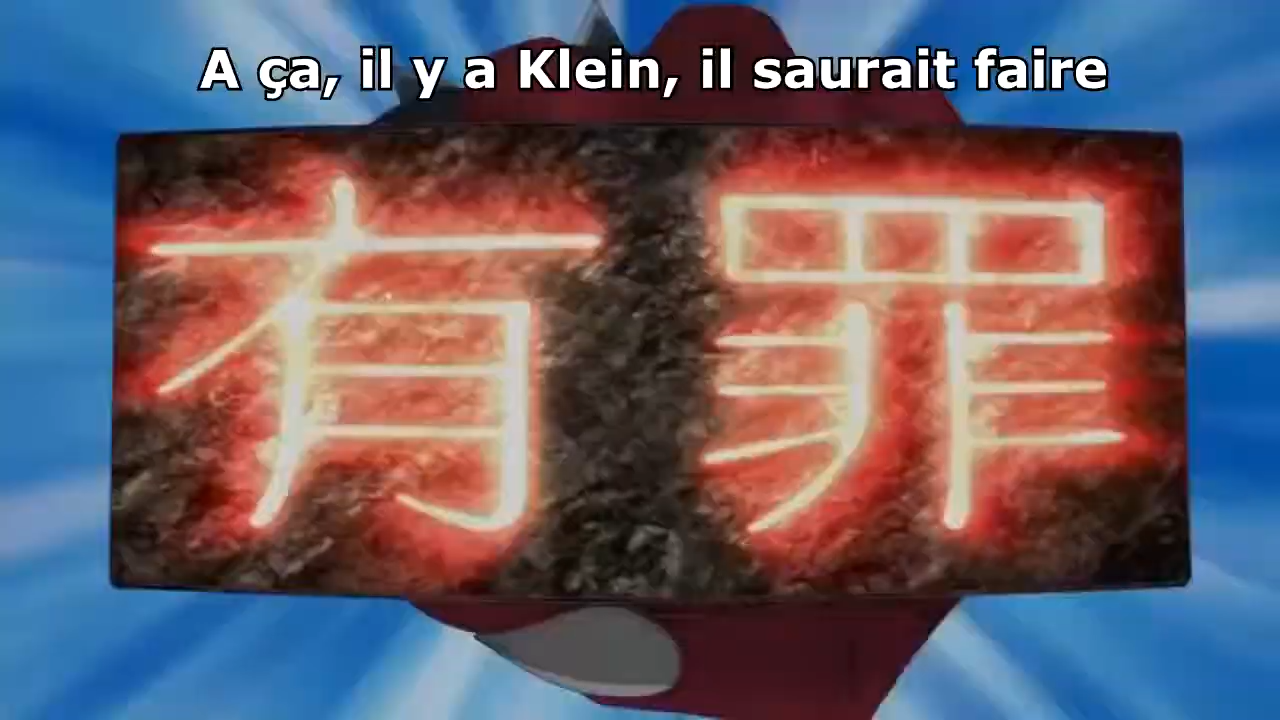 A ça, il y a Klein, il saurait faire
有罪